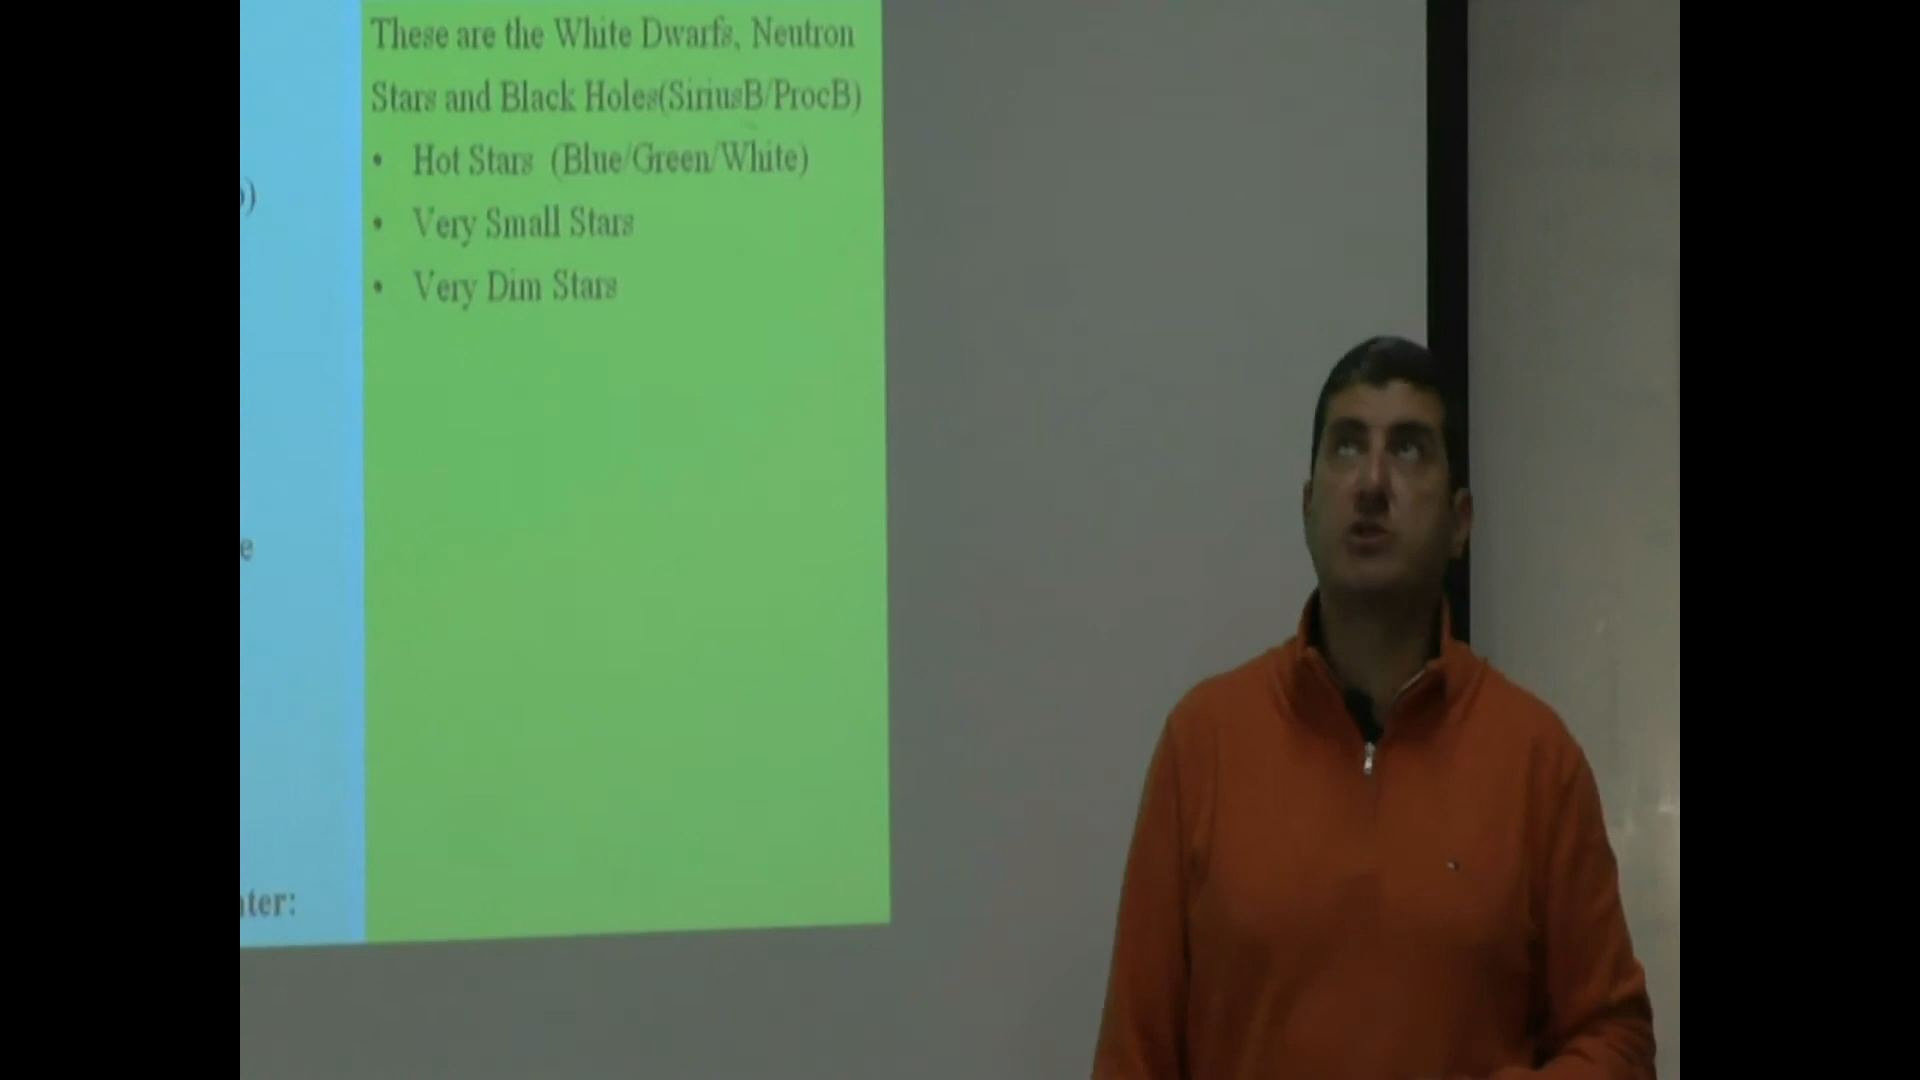 These are the White Dwarfs, Neutron
Stars and Black Holes(SiriusB/ProcB)
• Hot Stars (Blue/Green/White)
• Very Small Stars
• Very Dim Stars